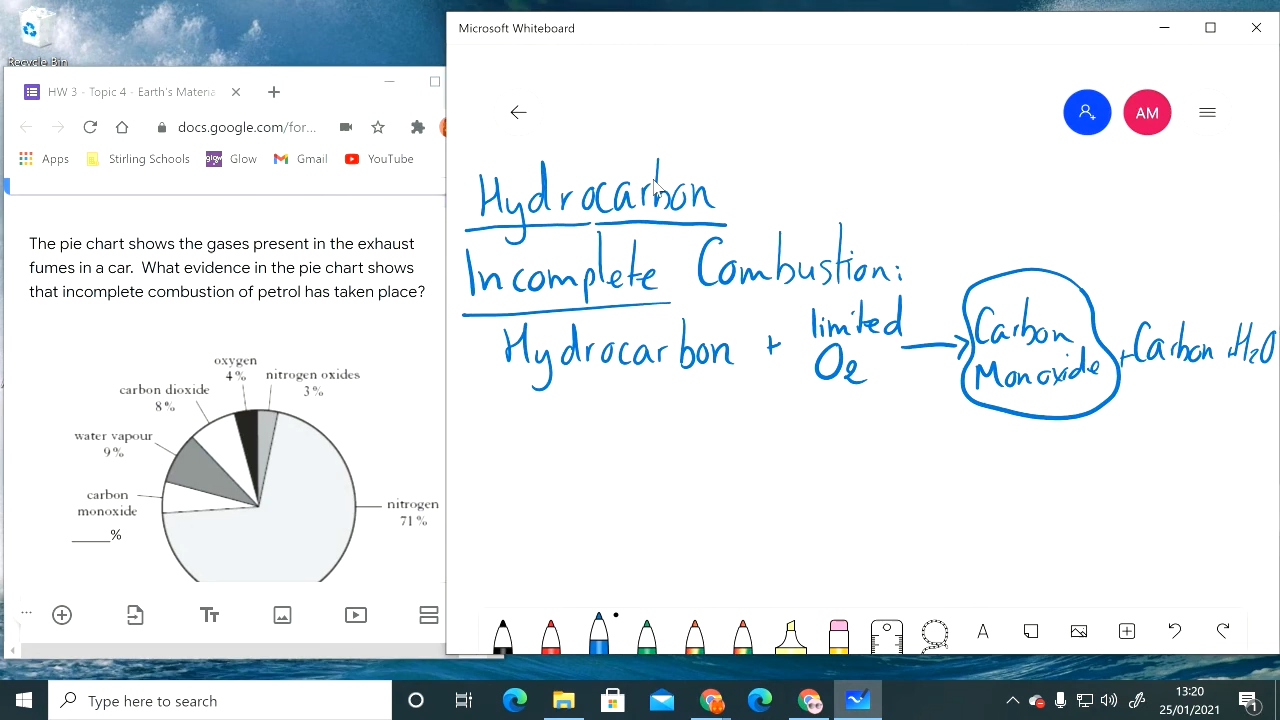 Recycle Bin
Microsoft Whiteboard
HW 3 - Topic 4 - Earth's Materia
docs.google.com/for...
Apps
Stirling Schools
Glow
Gmail
YouTube
AM
The pie chart shows the gases present in the exhaust
fumes in a car. What evidence in the pie chart shows
that incomplete combustion of petrol has taken place?
oxygen
4%
nitrogen oxides
3%
carbon dioxide
8%
water vapour
9%
carbon
monoxide
_____%
nitrogen
71%
Hydrocarbon
Incomplete Combustion:
Hydrocarbon + limited O2 → Carbon Monoxide + Carbon + H2O
Type here to search
13:20
25/01/2021
1